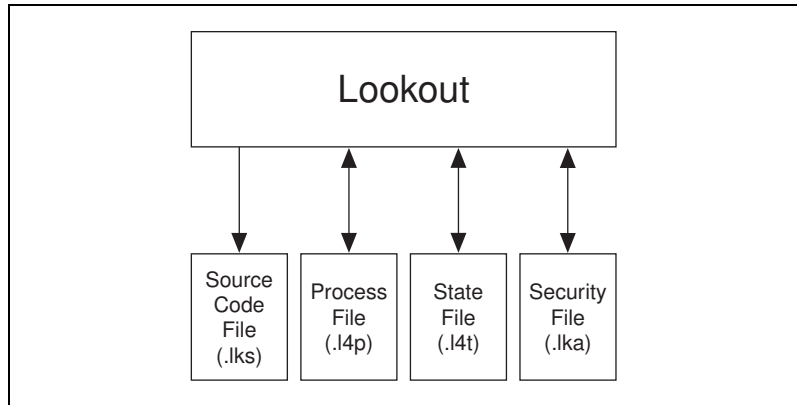 Lookout
Source
Code
File
(.lks)
Process
File
(.l4p)
State
File
(.l4t)
Security
File
(.lka)